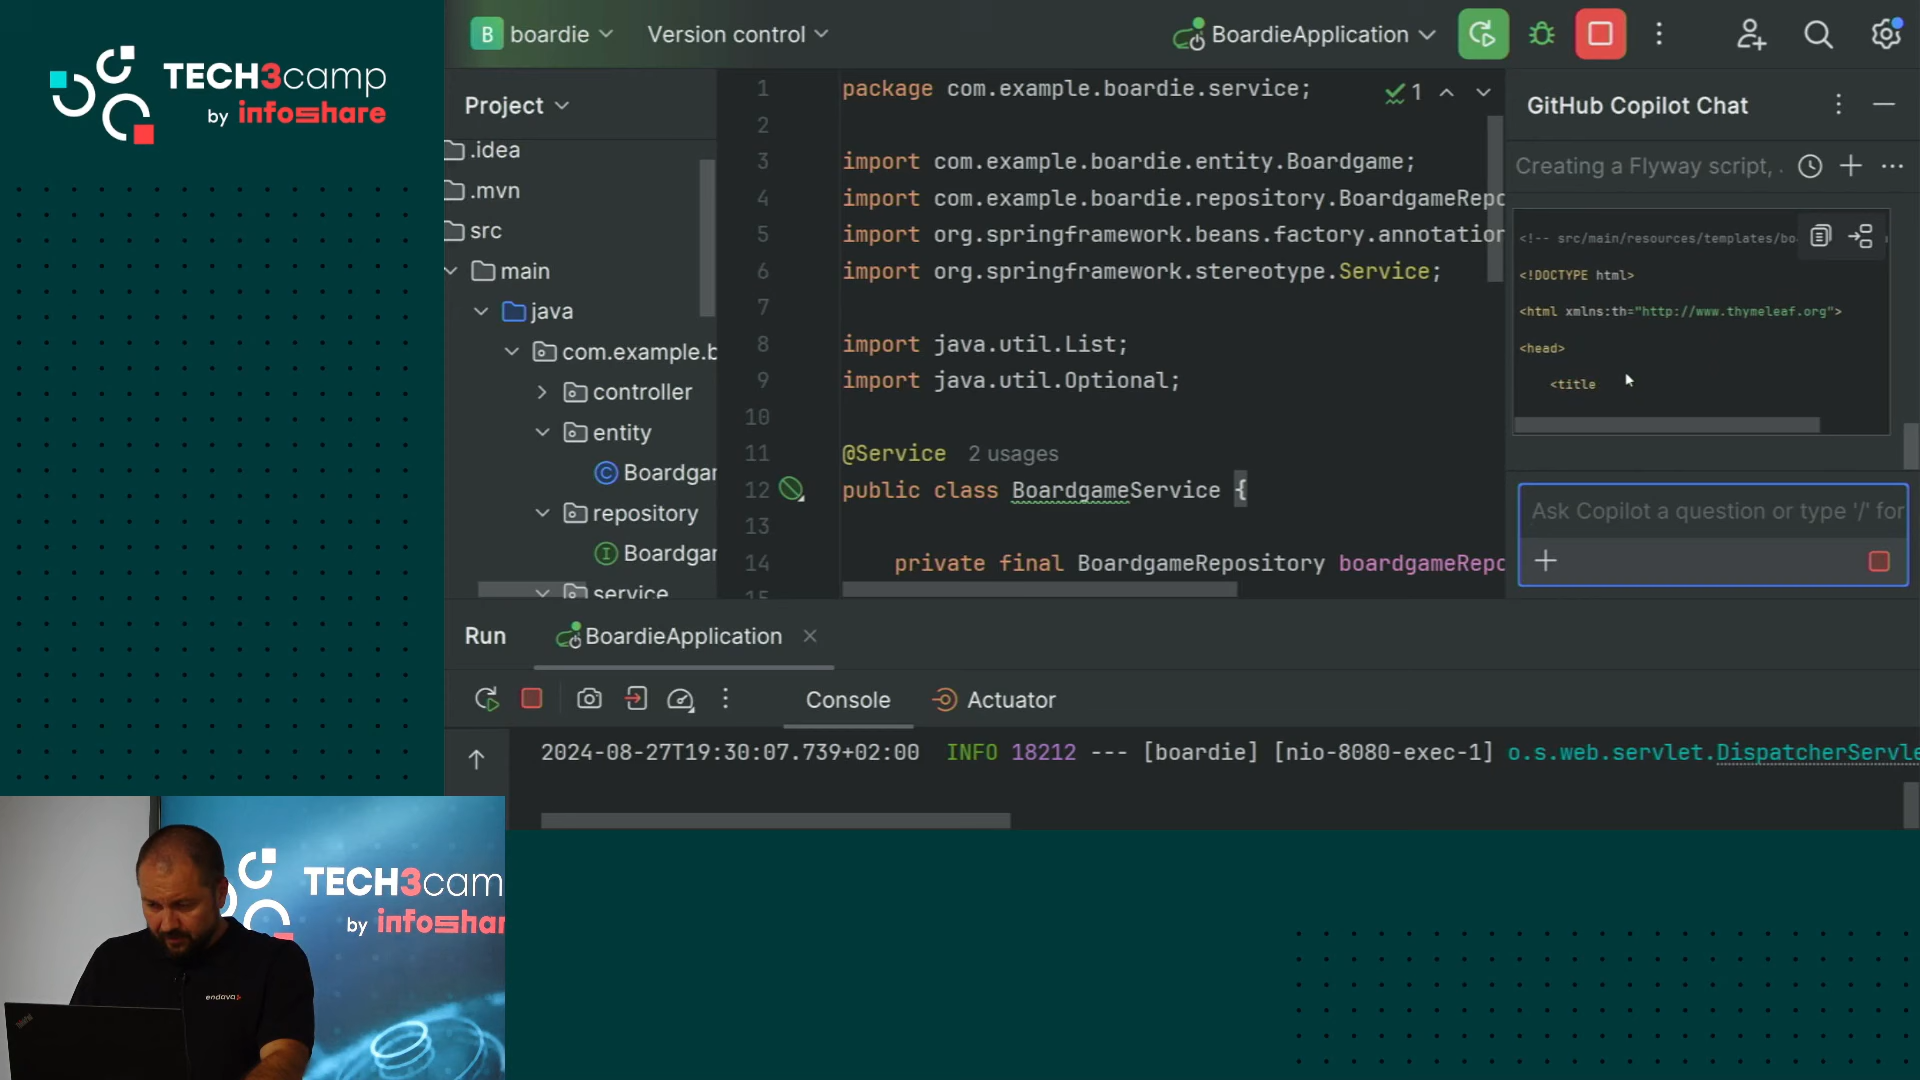 TECH3camp
by infoshare
B boardie
Version control
BoardieApplication
Project
.idea
.mvn
src
main
java
com.example.b
controller
entity
Boardgar
repository
Boardgar
service
1 package com.example.boardie.service;
1
2
3 import com.example.boardie.entity.Boardgame;
4 import com.example.boardie.repository.BoardgameRepo
5 import org.springframework.beans.factory.annotation
6 import org.springframework.stereotype.Service;
7
8 import java.util.List;
9 import java.util.Optional;
10
11 @Service 2 usages
12 public class BoardgameService {
13
14 private final BoardgameRepository boardgameRepo
15
GitHub Copilot Chat
Creating a Flyway script, .
<!-- src/main/resources/templates/bo
<!DOCTYPE html>
<html xmlns:th="http://www.thymeleaf.org">
<head>
<title
Ask Copilot a question or type '/' for
Run
BoardieApplication
Console
Actuator
2024-08-27T19:30:07.739+02:00 INFO 18212 --- [boardie] [nio-8080-exec-1] o.s.web.servlet.DispatcherServle
TECH3camp
by infoshar
endava
ThinkPad